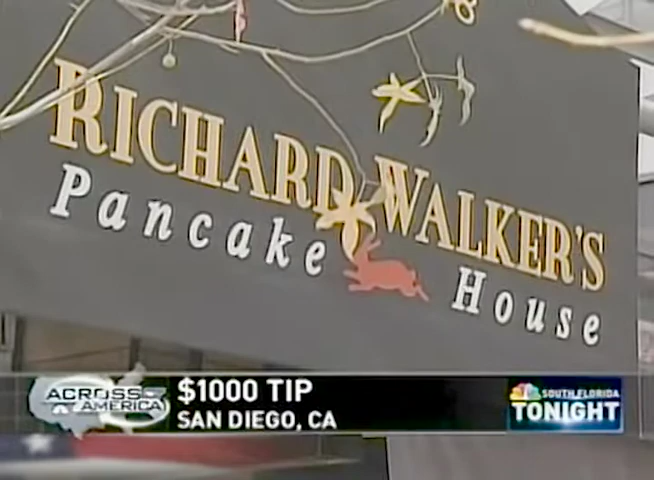 RICHARD WALKER'S
Pancake House
ACROSS
AMERICA
$1000 TIP
SAN DIEGO, CA
SOUTH FLORIDA
TONIGHT